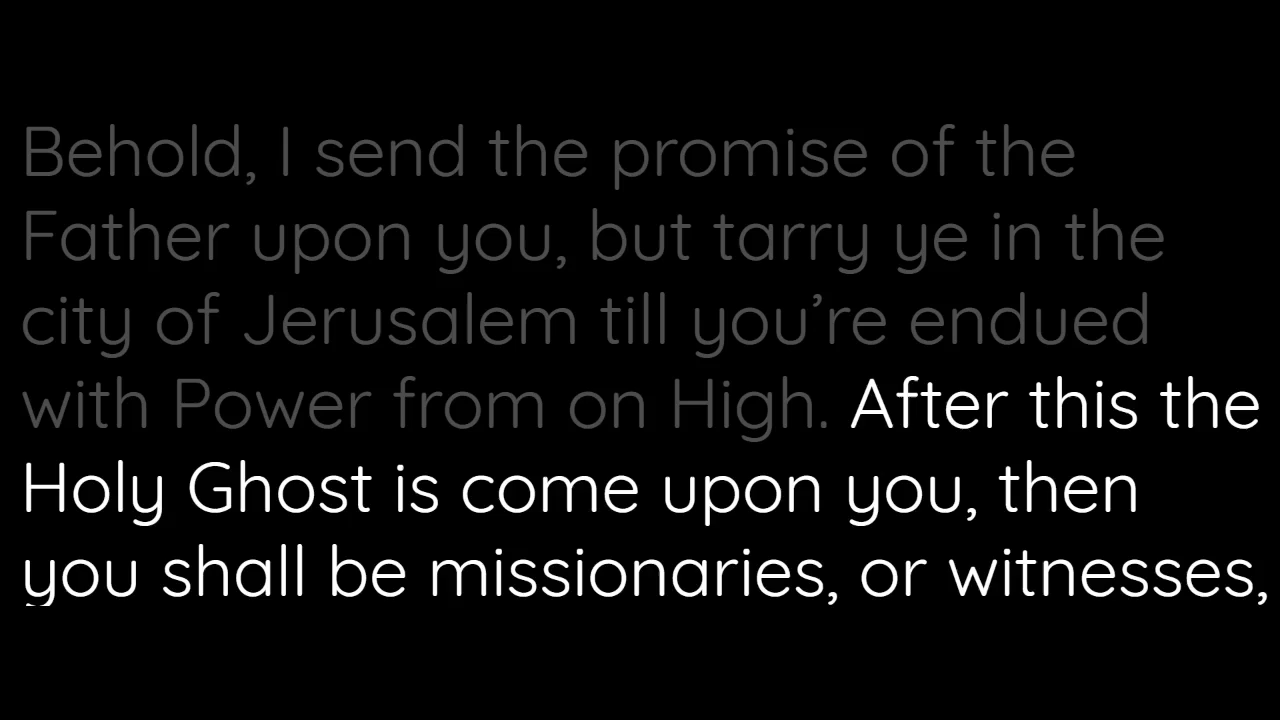 Behold, I send the promise of the
Father upon you, but tarry ye in the
city of Jerusalem till you’re endued
with Power from on High. After this the
Holy Ghost is come upon you, then
you shall be missionaries, or witnesses,